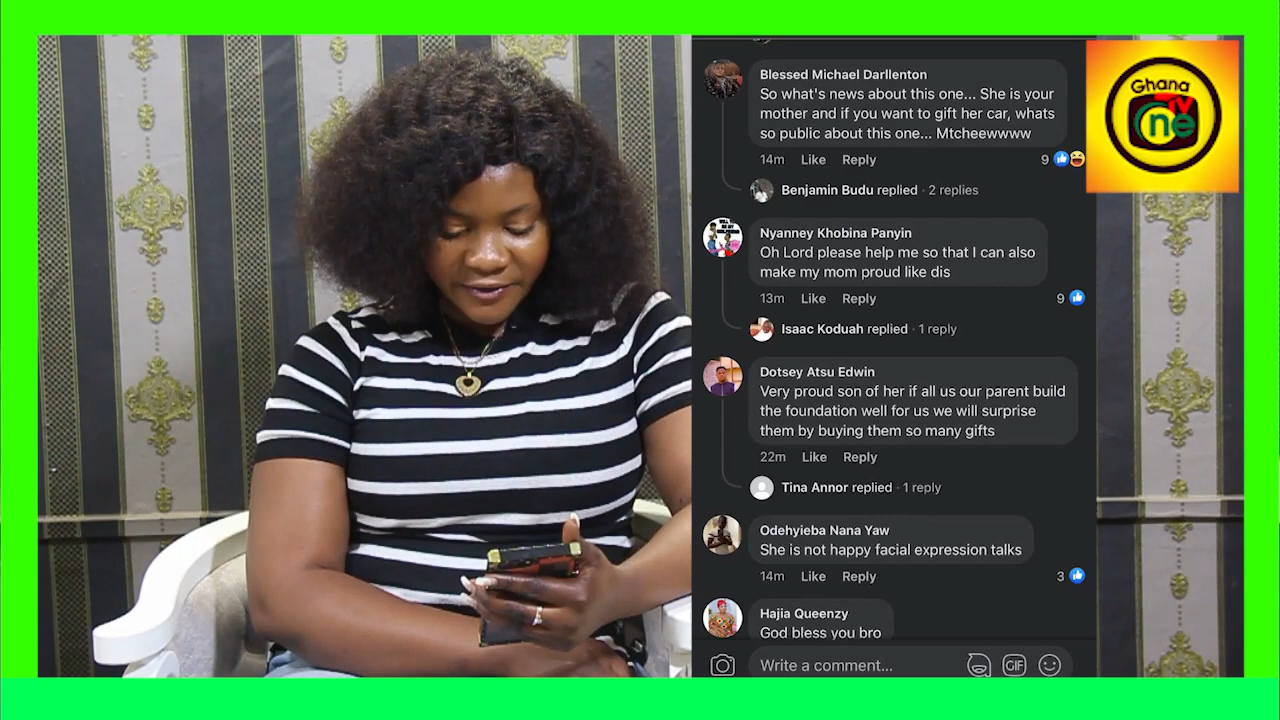 Blessed Michael Darllenton
So what's news about this one... She is your
mother and if you want to gift her car, whats
so public about this one... Mtcheewwww
14m Like Reply 9
Benjamin Budu replied · 2 replies
Nyanney Khobina Panyin
Oh Lord please help me so that I can also
make my mom proud like dis
13m Like Reply 9
Isaac Koduah replied · 1 reply
Dotsey Atsu Edwin
Very proud son of her if all us our parent build
the foundation well for us we will surprise
them by buying them so many gifts
22m Like Reply
Tina Annor replied · 1 reply
Odehyieba Nana Yaw
She is not happy facial expression talks
14m Like Reply 3
Hajia Queenzy
God bless you bro
Write a comment...
GIF
Ghana
TV
One